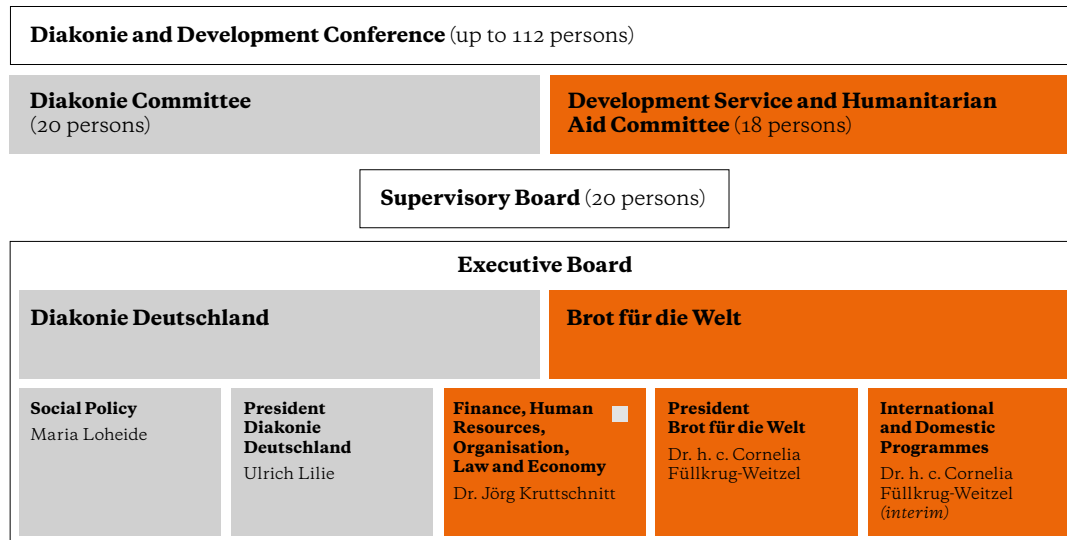 Diakonie and Development Conference (up to 112 persons)
Diakonie Committee
(20 persons)
Development Service and Humanitarian
Aid Committee (18 persons)
Supervisory Board (20 persons)
Executive Board
Diakonie Deutschland
Brot für die Welt
Social Policy
Maria Loheide
President
Diakonie
Deutschland
Ulrich Lilie
Finance, Human
Resources,
Organisation,
Law and Economy
Dr. Jörg Kruttschnitt
President
Brot für die Welt
Dr. h. c. Cornelia
Füllkrug-Weitzel
International
and Domestic
Programmes
Dr. h. c. Cornelia
Füllkrug-Weitzel
(interim)